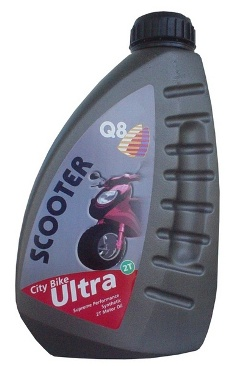 Q8
SCOOTER
City Bike
Ultra
2T
Supreme Performance
Synthetic
2T Motor Oil